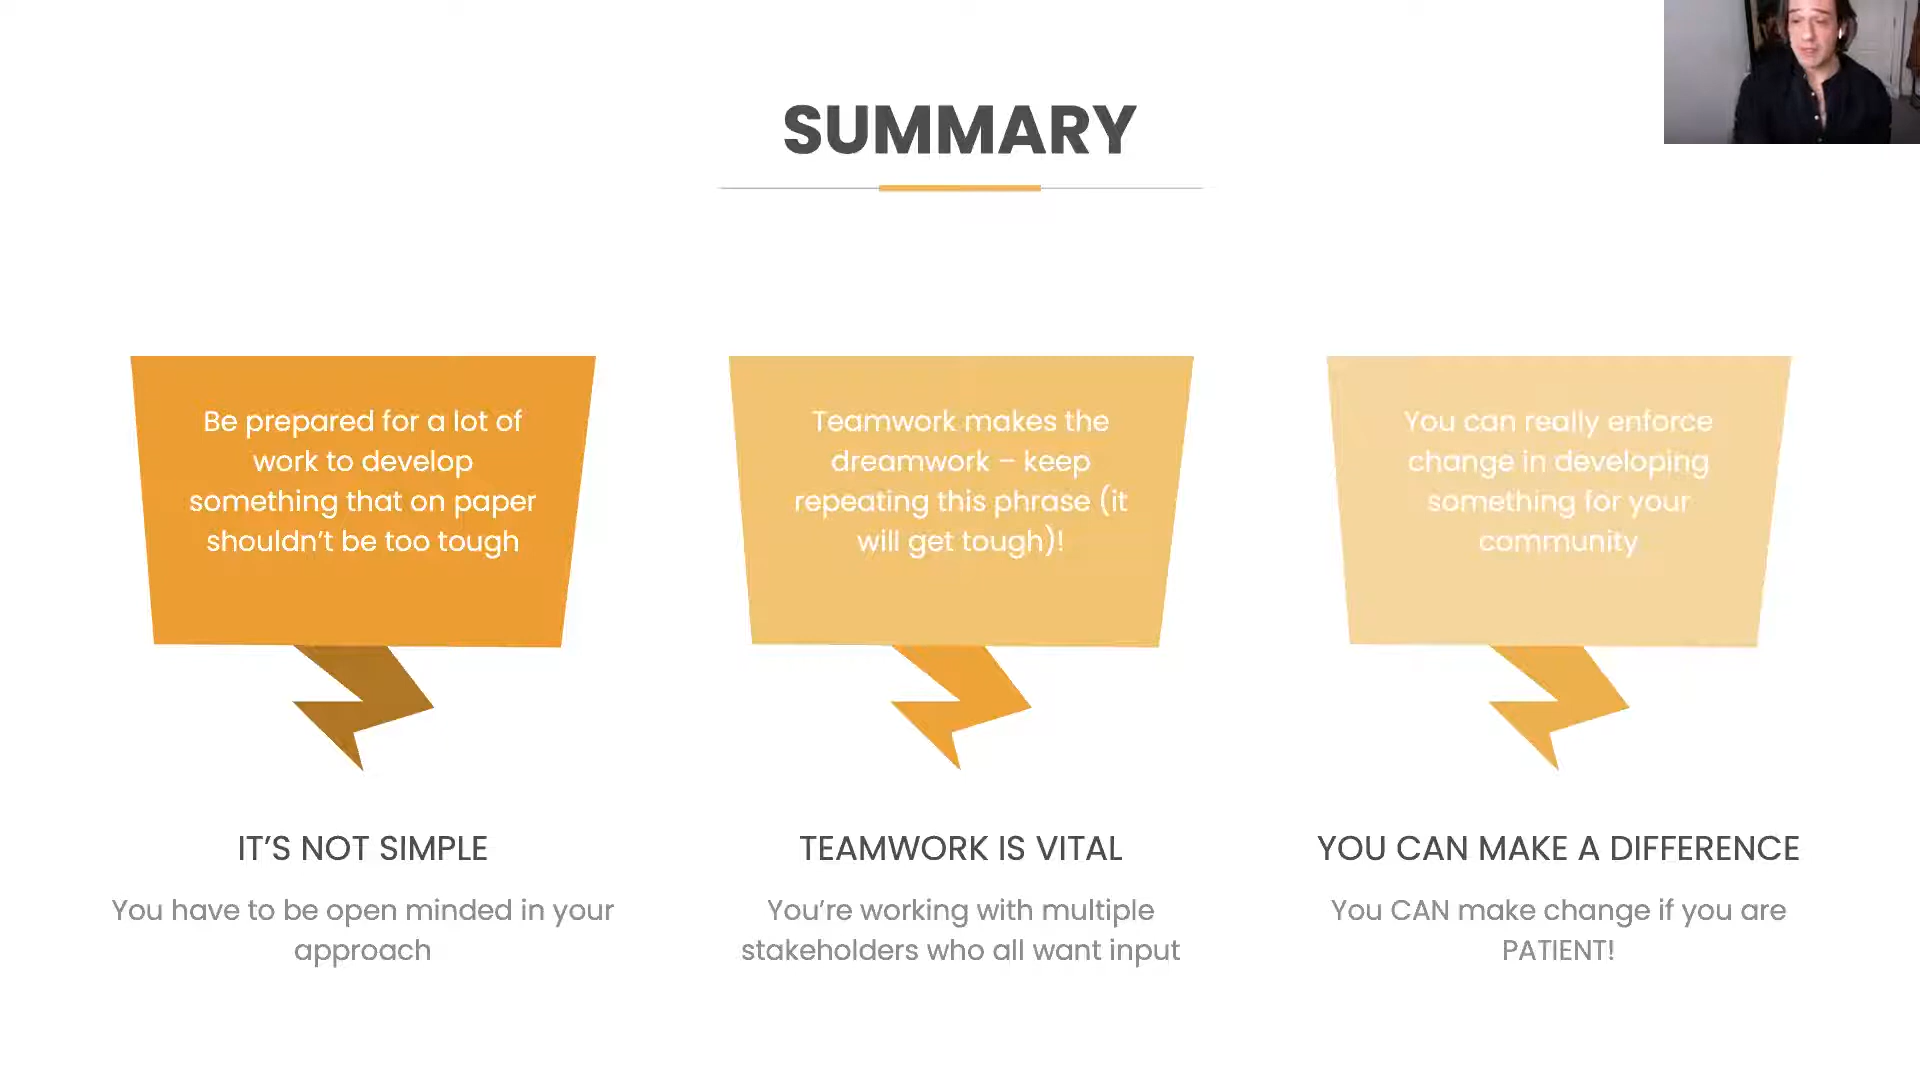 SUMMARY
Be prepared for a lot of
work to develop
something that on paper
shouldn’t be too tough
Teamwork makes the
dreamwork – keep
repeating this phrase (it
will get tough)!
You can really enforce
change in developing
something for your
community
IT’S NOT SIMPLE
You have to be open minded in your
approach
TEAMWORK IS VITAL
You’re working with multiple
stakeholders who all want input
YOU CAN MAKE A DIFFERENCE
You CAN make change if you are
PATIENT!